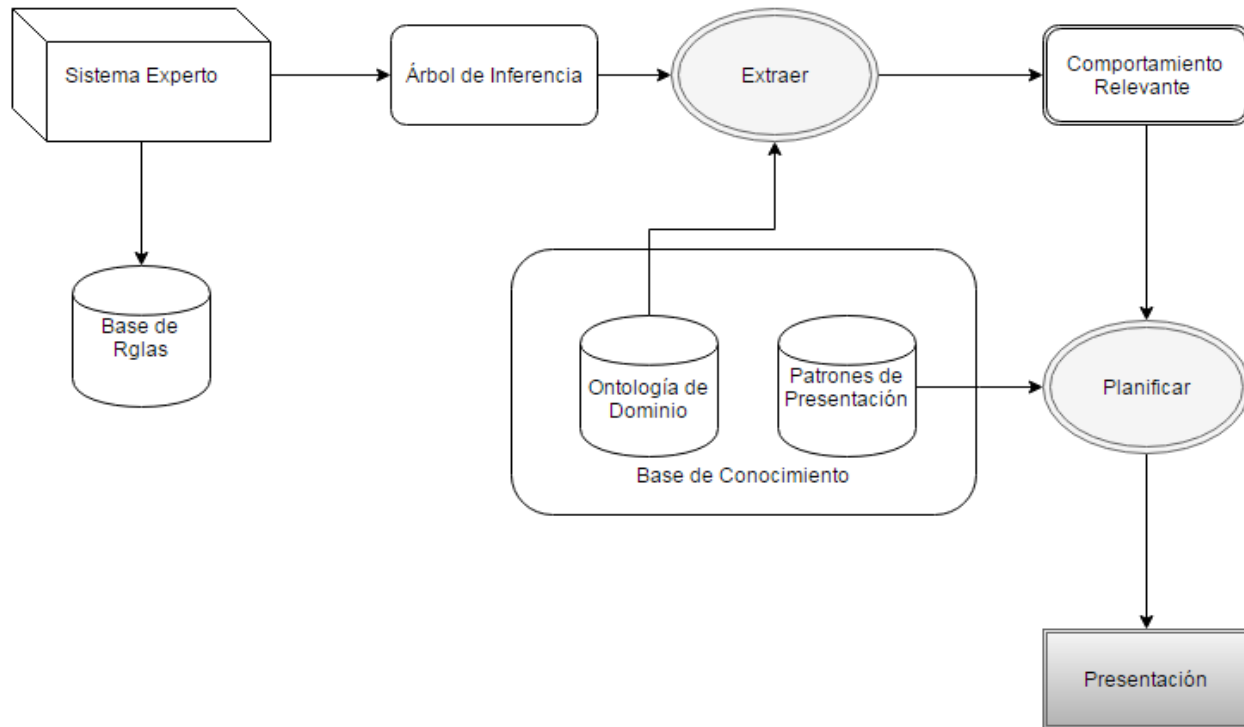 Sistema Experto
Árbol de Inferencia
Extraer
Comportamiento
Relevante
Base de
Rglas
Ontología de
Dominio
Patrones de
Presentación
Planificar
Base de Conocimiento
Presentación